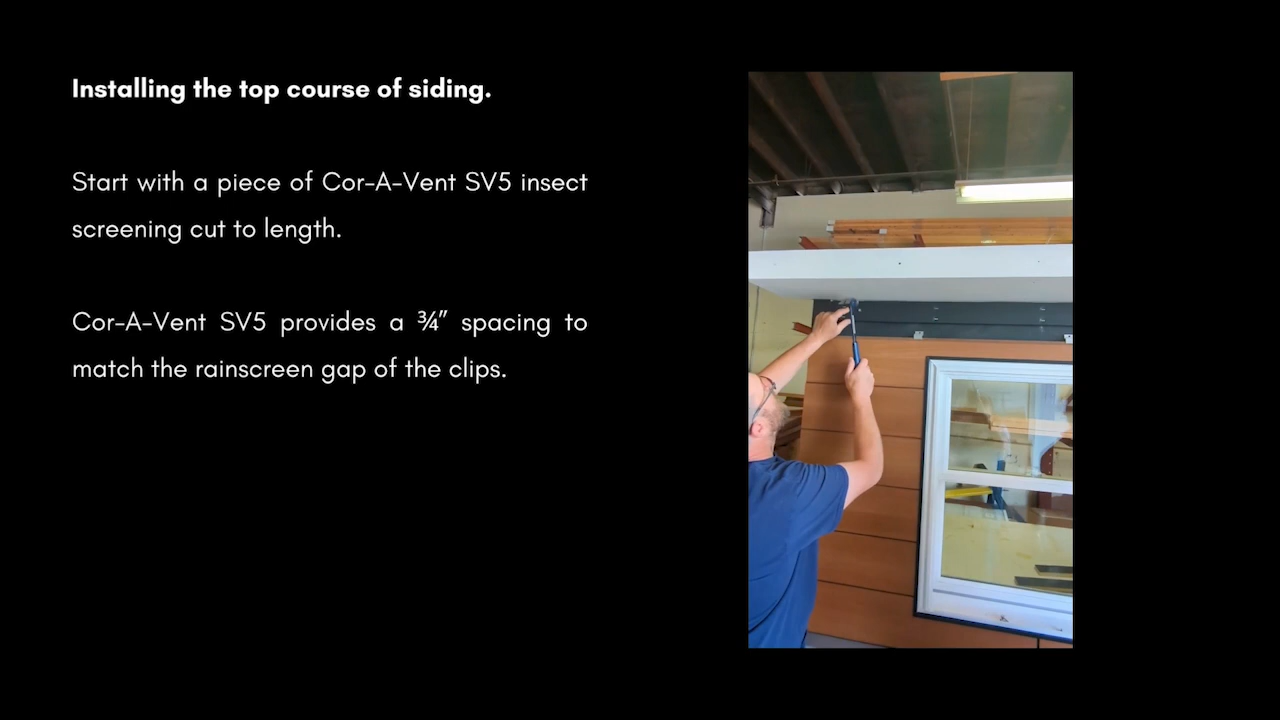 Installing the top course of siding.
Start with a piece of Cor-A-Vent SV5 insect
screening cut to length.
Cor-A-Vent SV5 provides a ¾” spacing to
match the rainscreen gap of the clips.